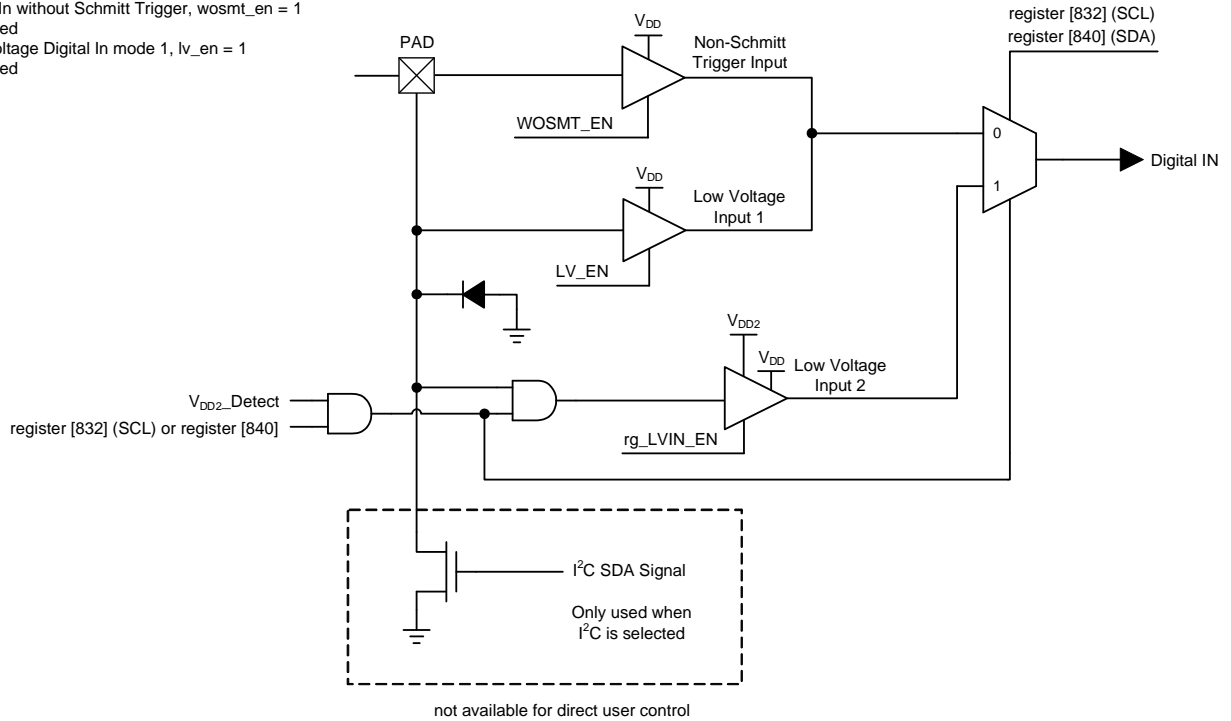 In without Schmitt Trigger, wosmt_en = 1
Digital In mode 1, lv_en = 1
PAD
VDD
Non-Schmitt
Trigger Input
WOSMT_EN
register [832] (SCL)
register [840] (SDA)
0
1
Digital IN
VDD
Low Voltage
Input 1
LV_EN
VDD2
VDD
Low Voltage
Input 2
VDD2_Detect
register [832] (SCL) or register [840]
rg_LVIN_EN
I²C SDA Signal
Only used when
I²C is selected
not available for direct user control